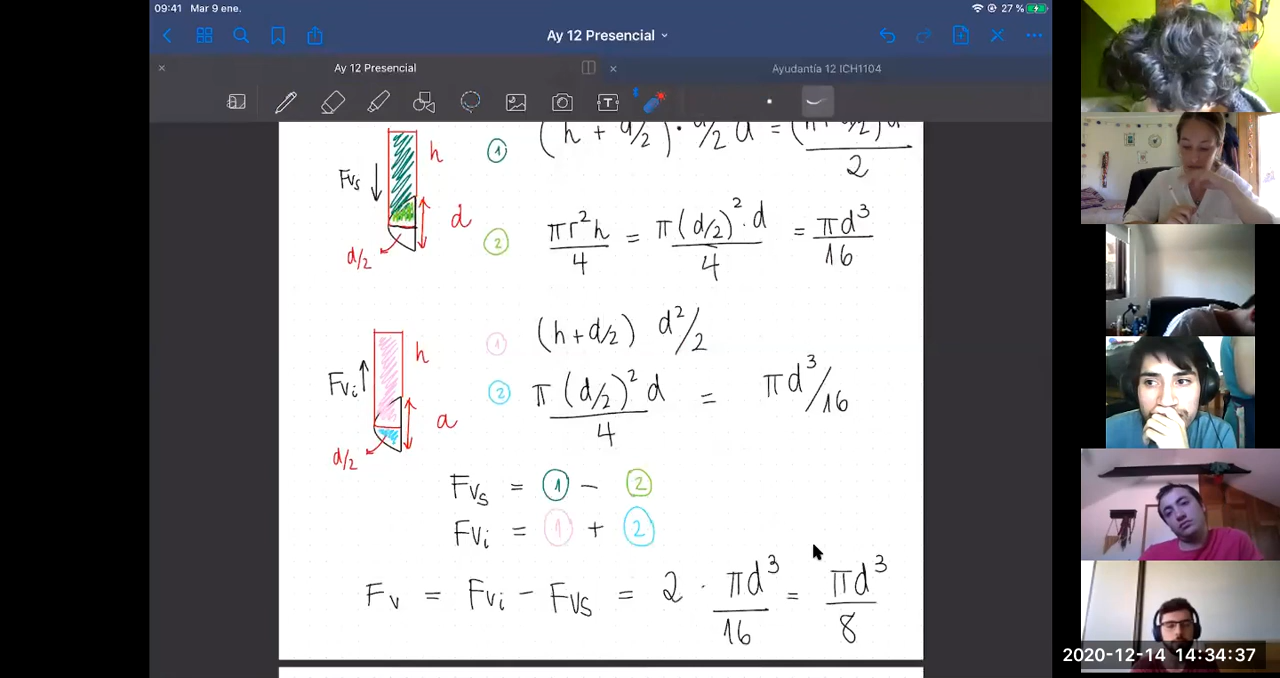 09:41 Mar 9 ene. 27 %
Ay 12 Presencial
Ay 12 Presencial Ayudantía 12 ICH1104
h ① (h + d/2) · d/2 d = (h + d/2) d²/2
Fvs d
② πr²h/4 = π(d/2)²·d/4 = πd³/16
d/2
h ① (h+d/2) d²/2
Fvi
② π(d/2)²d/4 = πd³/16
d/2
Fvs = ① - ②
Fvi = ① + ②
Fv = Fvi - Fvs = 2 · πd³/16 = πd³/8
2020-12-14 14:34:37